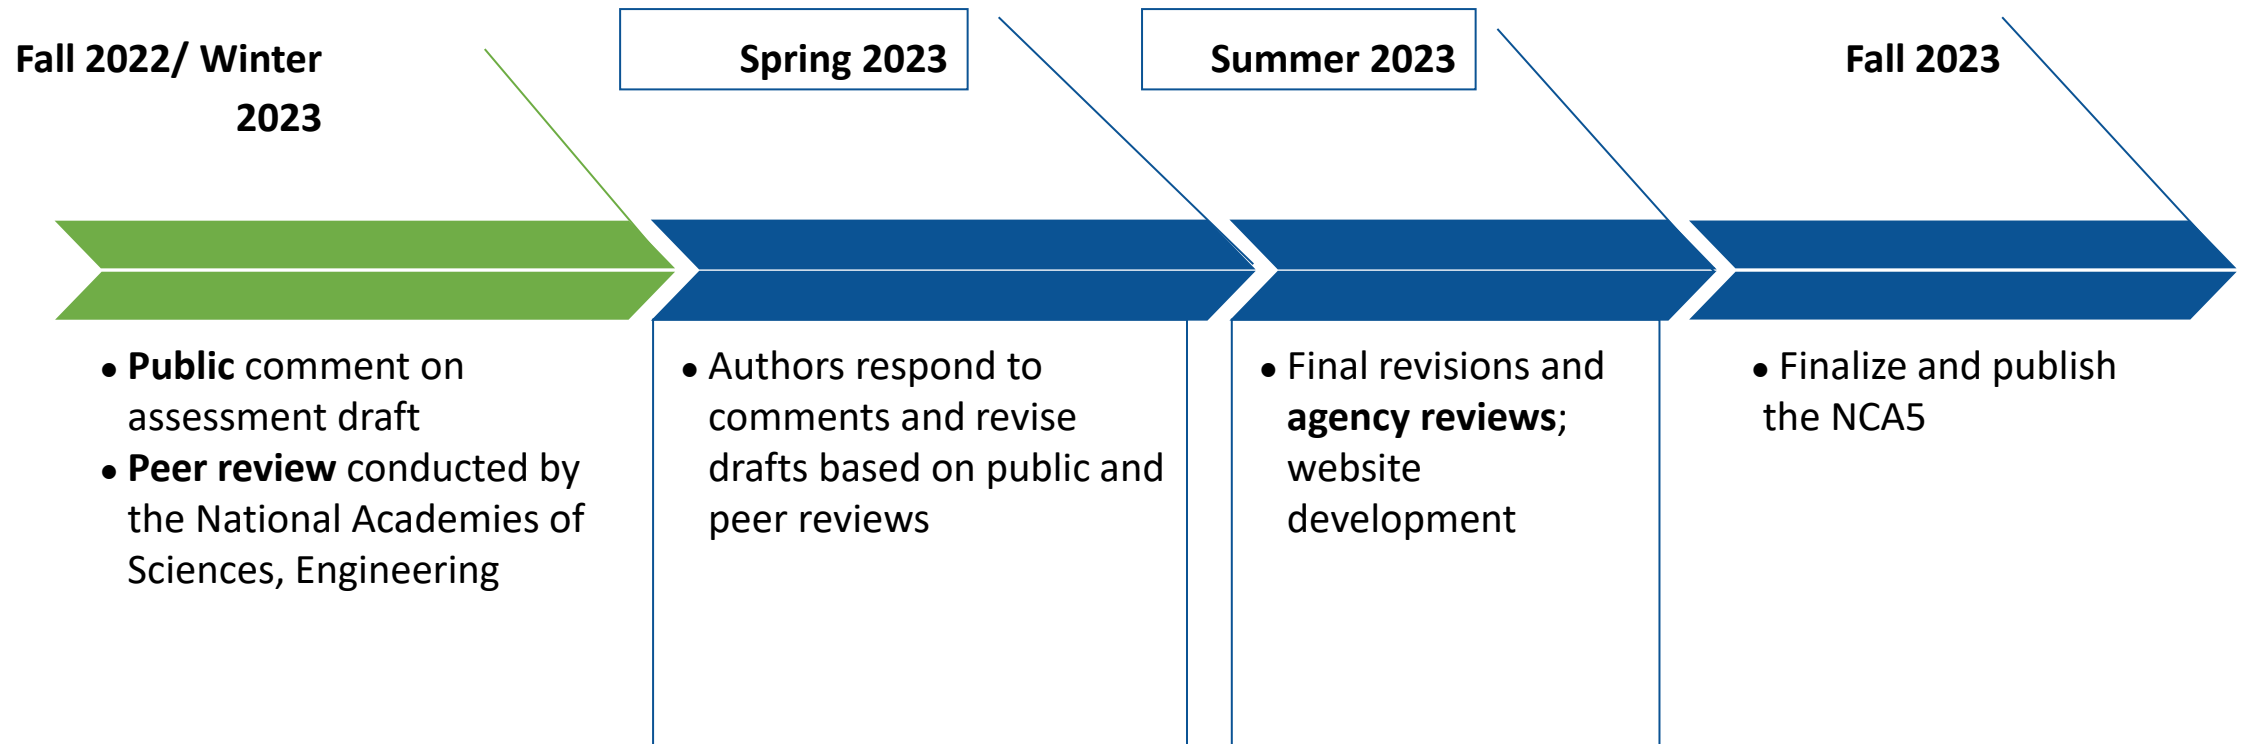 Fall 2022/ Winter
2023
Spring 2023
Summer 2023
Fall 2023
• Public comment on
assessment draft
• Peer review conducted by
the National Academies of
Sciences, Engineering
• Authors respond to
comments and revise
drafts based on public and
peer reviews
• Final revisions and
agency reviews;
website
development
• Finalize and publish
the NCA5